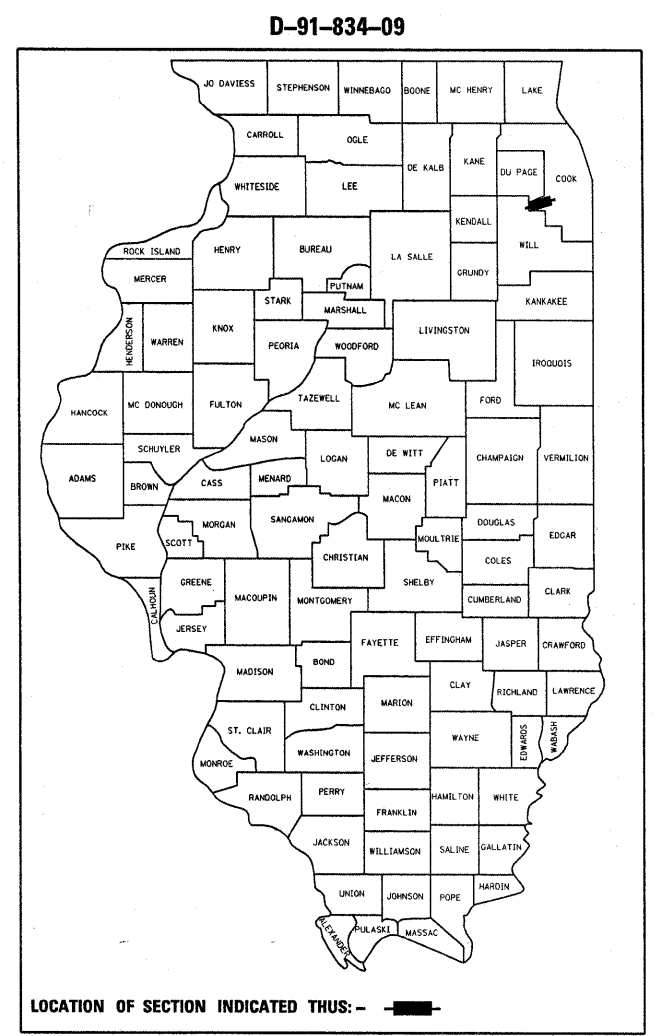 D–91–834–09
JO DAVIESS
STEPHENSON
WINNEBAGO
BOONE
MC HENRY
LAKE
CARROLL
OGLE
DE KALB
KANE
DU PAGE
COOK
WHITESIDE
LEE
KENDALL
WILL
ROCK ISLAND
HENRY
BUREAU
LA SALLE
GRUNDY
MERCER
PUTNAM
STARK
MARSHALL
KANKAKEE
HENDERSON
WARREN
KNOX
PEORIA
WOODFORD
LIVINGSTON
IROQUOIS
HANCOCK
MC DONOUGH
FULTON
TAZEWELL
MC LEAN
FORD
SCHUYLER
MASON
LOGAN
DE WITT
CHAMPAIGN
VERMILION
ADAMS
BROWN
CASS
MENARD
MACON
PIATT
PIKE
SCOTT
MORGAN
SANGAMON
MOULTRIE
DOUGLAS
EDGAR
CHRISTIAN
COLES
GREENE
MACOUPIN
MONTGOMERY
SHELBY
CUMBERLAND
CLARK
CALHOUN
JERSEY
FAYETTE
EFFINGHAM
JASPER
CRAWFORD
MADISON
BOND
CLAY
RICHLAND
LAWRENCE
CLINTON
MARION
ST. CLAIR
WASHINGTON
JEFFERSON
WAYNE
EDWARDS
WABASH
MONROE
RANDOLPH
PERRY
FRANKLIN
HAMILTON
WHITE
JACKSON
WILLIAMSON
SALINE
GALLATIN
UNION
JOHNSON
POPE
HARDIN
ALEXANDER
PULASKI
MASSAC
LOCATION OF SECTION INDICATED THUS: –